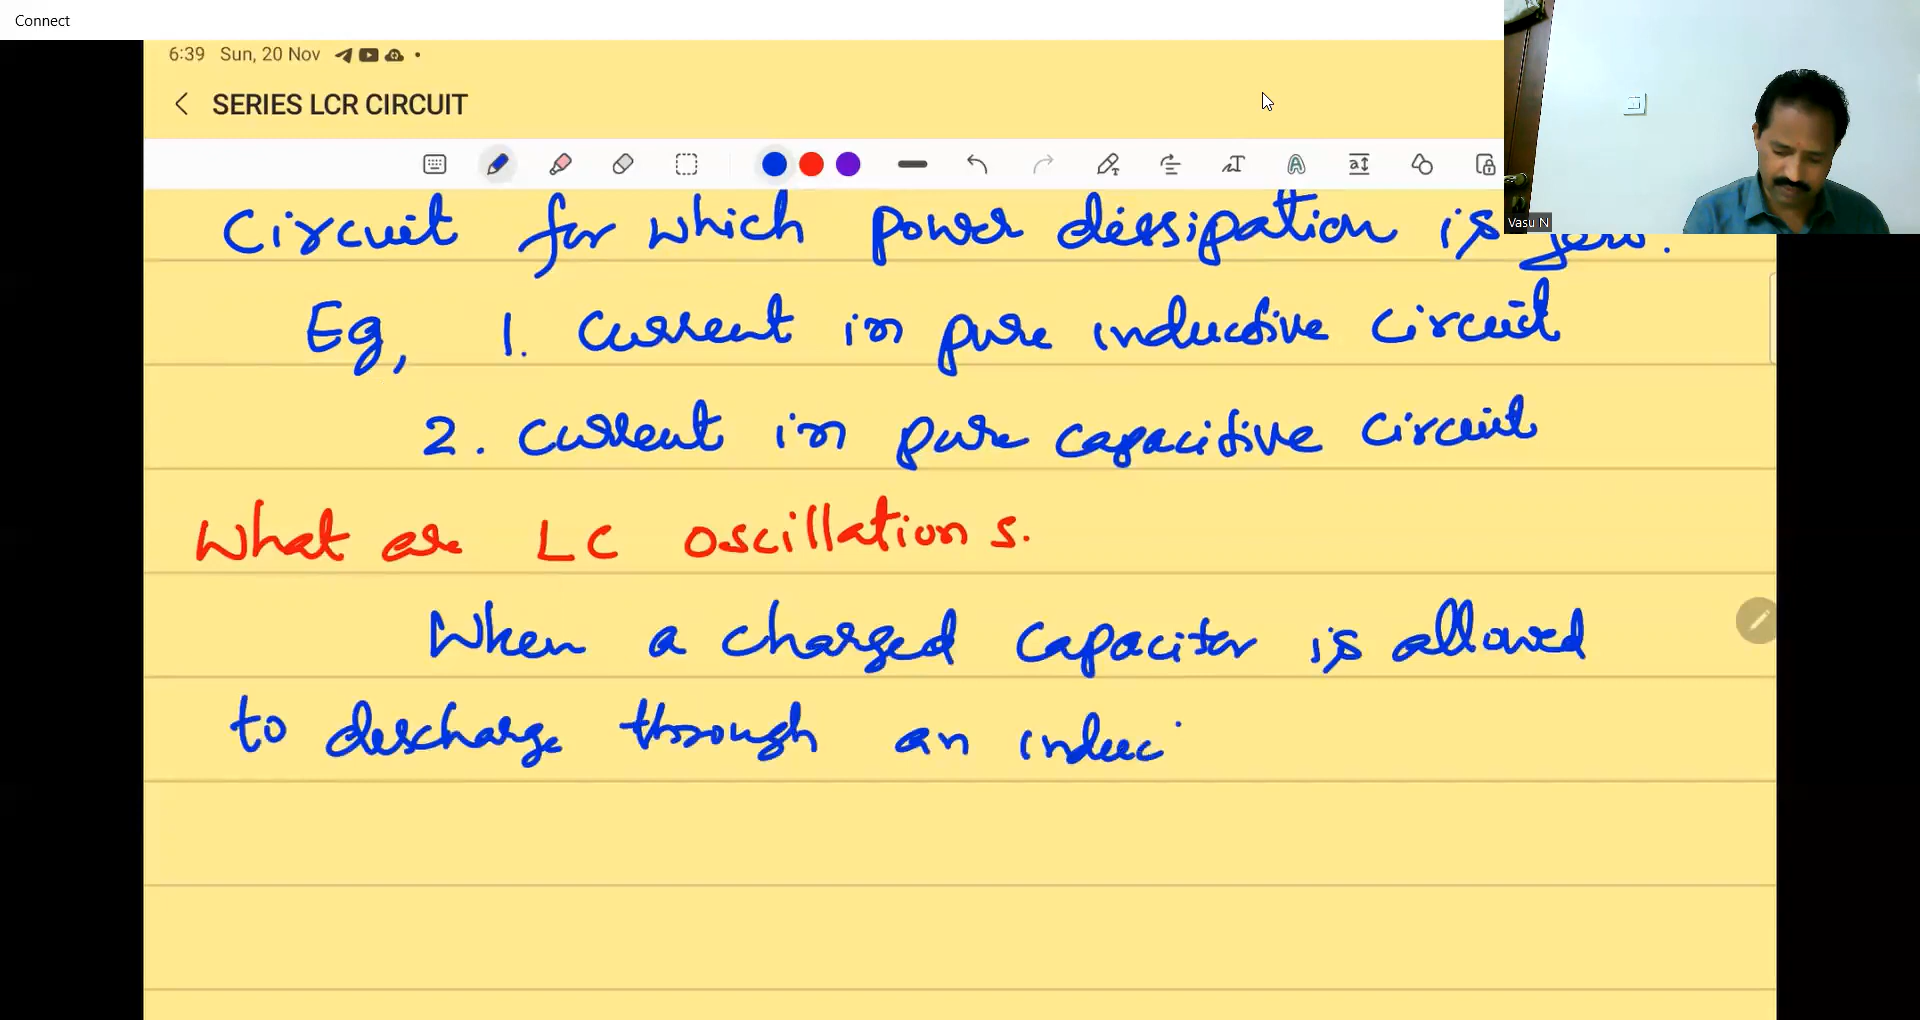 Connect
6:39 Sun, 20 Nov
SERIES LCR CIRCUIT
Vasu N
Circuit for which power dissipation is zero.
Eg, 1. Current in pure inductive circuit
2. Current in pure capacitive circuit
What are LC oscillations.
When a charged capacitor is allowed
to discharge through an induc